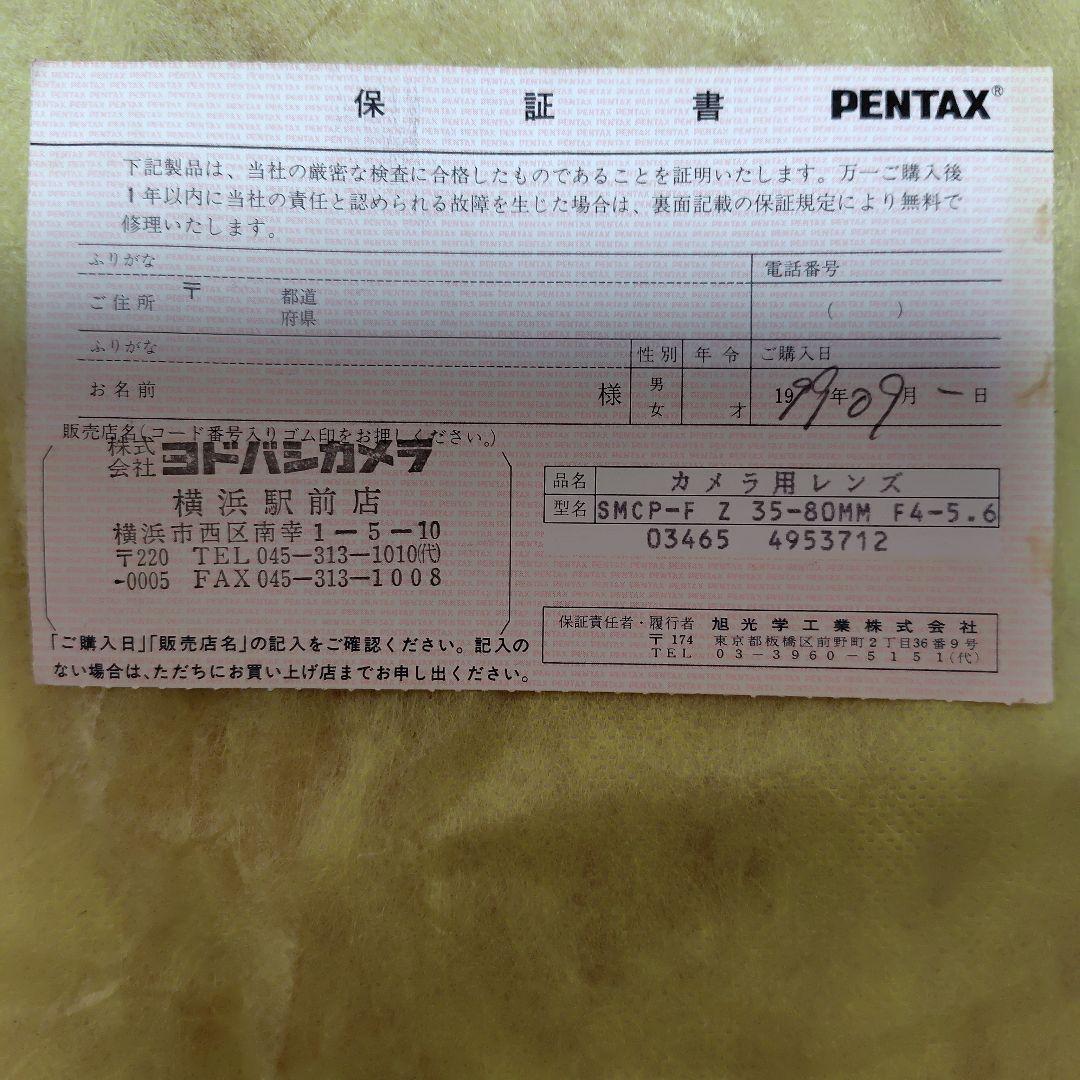 保証書 PENTAX®
下記製品は、当社の厳密な検査に合格したものであることを証明いたします。万一ご購入後
1年以内に当社の責任と認められる故障を生じた場合は、裏面記載の保証規定により無料で
修理いたします。
ふりがな 電話番号
ご住所 〒 都道
府県 ( )
ふりがな 性別 年令 ご購入日
お名前 様 男 女 才 1999年09月一日
販売店名(コード番号入りゴム印をお押しください。)
株式会社ヨドバシカメラ
横浜駅前店
横浜市西区南幸1-5-10
〒220 TEL045-313-1010(代)
-0005 FAX045-313-1008
品名 カメラ用レンズ
型名 SMCP-F Z 35-80MM F4-5.6
03465 4953712
保証責任者・履行者 旭光学工業株式会社
〒174 東京都板橋区前野町2丁目36番9号
TEL 03-3960-5151(代)
「ご購入日」「販売店名」の記入をご確認ください。記入の
ない場合は、ただちにお買い上げ店までお申し出ください。